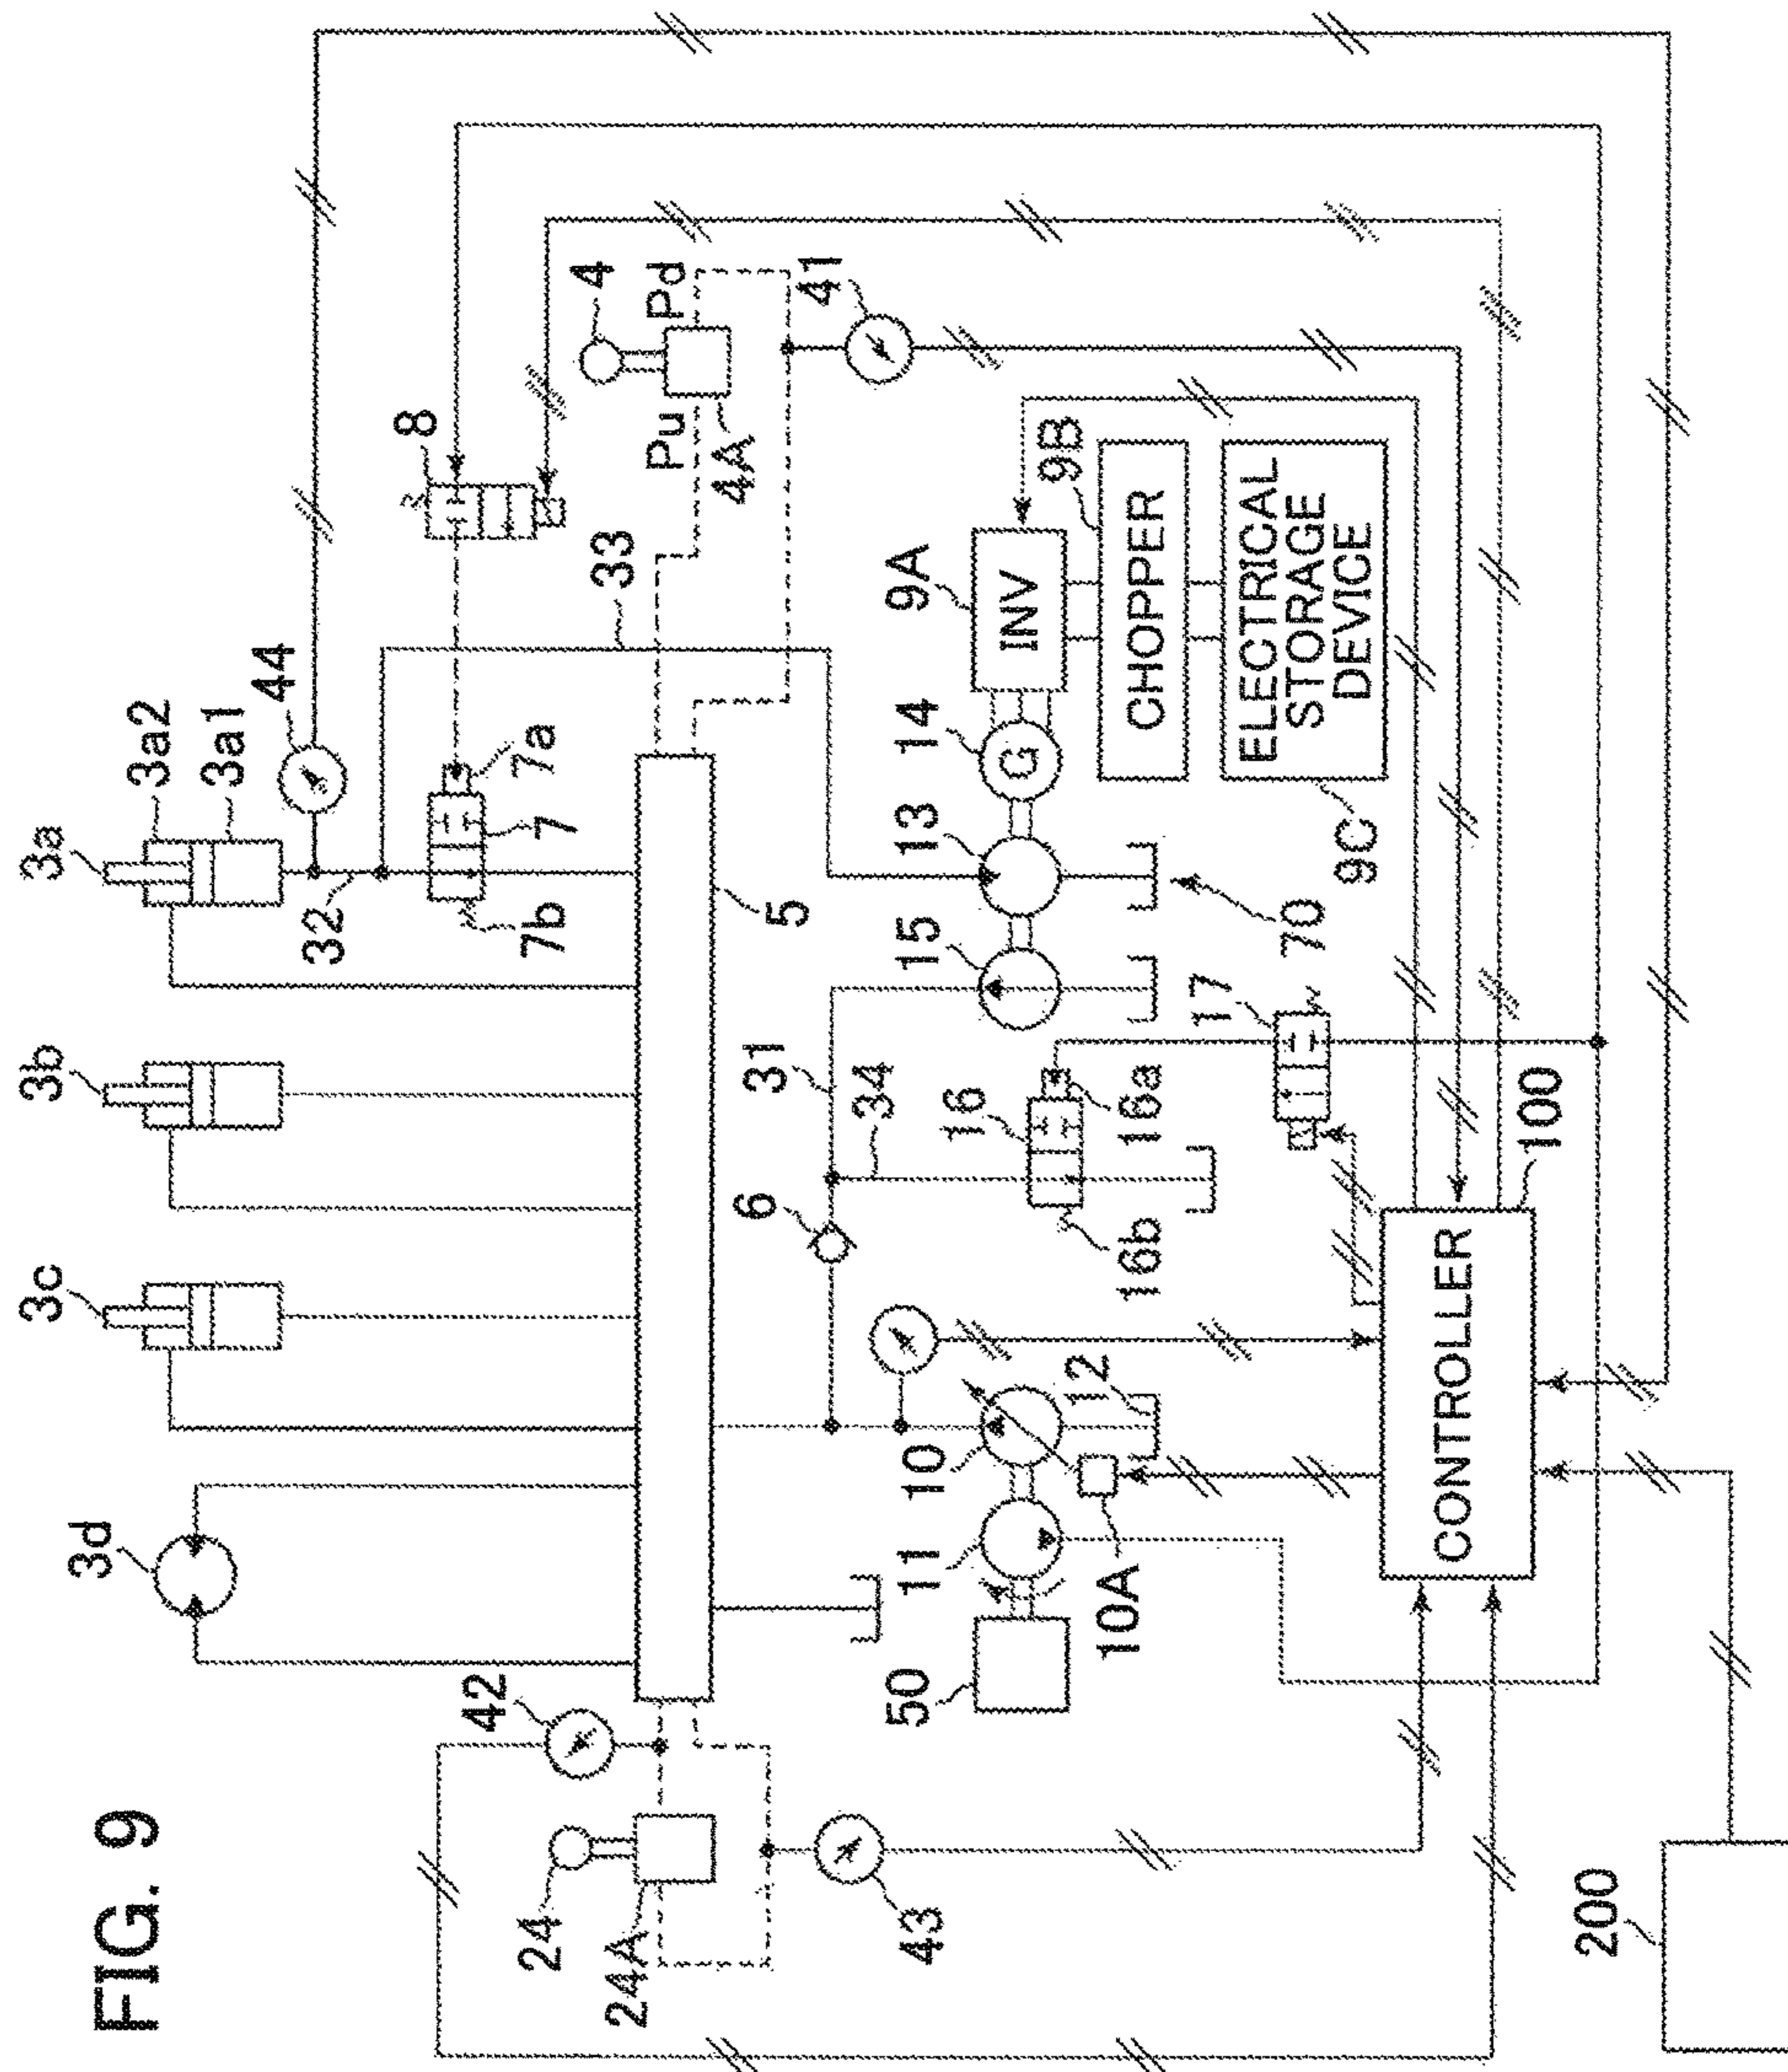 FIG. 9
3d
3c
3b
3a
3a2
3a1
44
32
7b
7
7a
33
8
4
Pu
Pd
4A
41
42
24
24A
43
5
6
31
34
15
13
14
G
9A
INV
9B
CHOPPER
ELECTRICAL
STORAGE
DEVICE
9C
70
17
16
16a
16b
10
11
12
10A
50
CONTROLLER
100
200